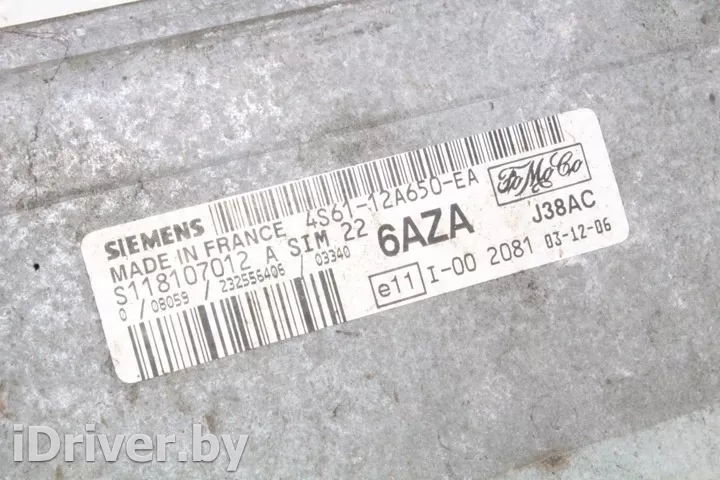 SIEMENS
4S61-12A650-EA
FoMoCo
MADE IN FRANCE
S118107012 A SIM 22
6AZA
J38AC
0 / 08059 / 232556406 / 03340
e11 I-00 2081 03-12-06
iDriver.by